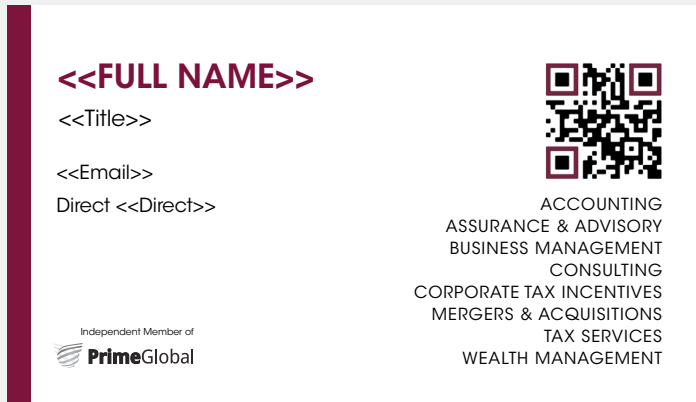 <<FULL NAME>>
<<Title>>
<<Email>>
Direct <<Direct>>
ACCOUNTING
ASSURANCE & ADVISORY
BUSINESS MANAGEMENT
CONSULTING
CORPORATE TAX INCENTIVES
MERGERS & ACQUISITIONS
TAX SERVICES
WEALTH MANAGEMENT
Independent Member of
PrimeGlobal